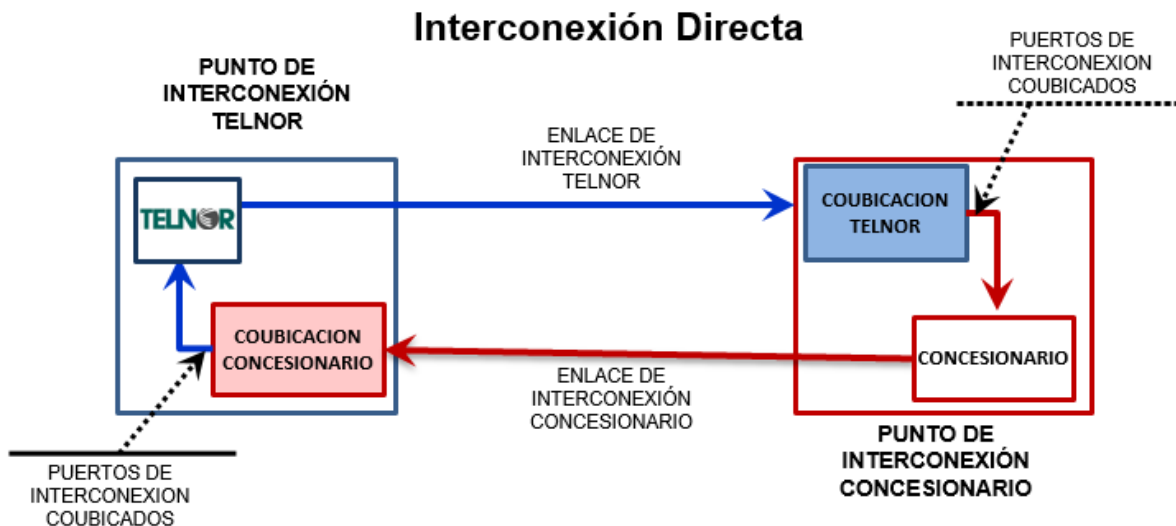 Interconexión Directa
PUNTO DE
INTERCONEXIÓN
TELNOR
PUERTOS DE
INTERCONEXION
COUBICADOS
ENLACE DE
INTERCONEXIÓN
TELNOR
TELNOR
COUBICACION
TELNOR
COUBICACION
CONCESIONARIO
CONCESIONARIO
ENLACE DE
INTERCONEXIÓN
CONCESIONARIO
PUNTO DE
INTERCONEXIÓN
CONCESIONARIO
PUERTOS DE
INTERCONEXION
COUBICADOS